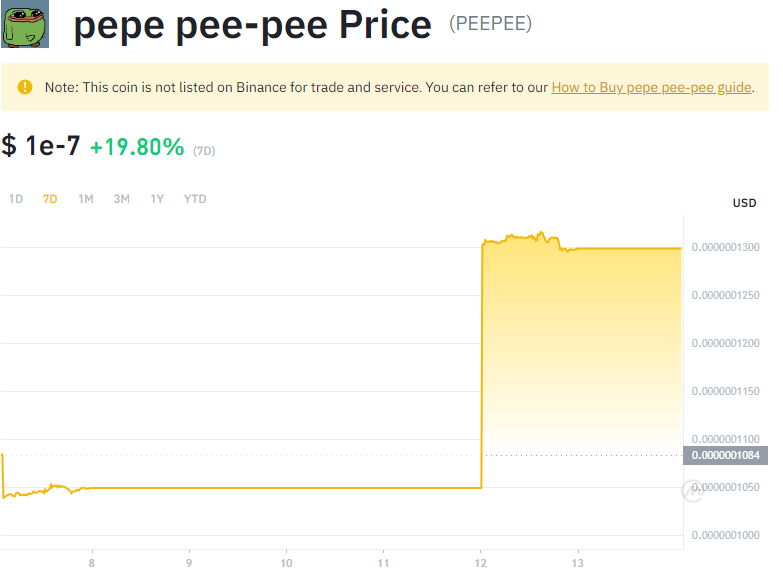 pepe pee-pee Price (PEEPEE)
Note: This coin is not listed on Binance for trade and service. You can refer to our How to Buy pepe pee-pee guide.
$ 1e-7 +19.80% (7D)
1D 7D 1M 3M 1Y YTD
USD
0.0000001300
0.0000001250
0.0000001200
0.0000001150
0.0000001100
0.0000001084
0.0000001050
0.0000001000
8 9 10 11 12 13